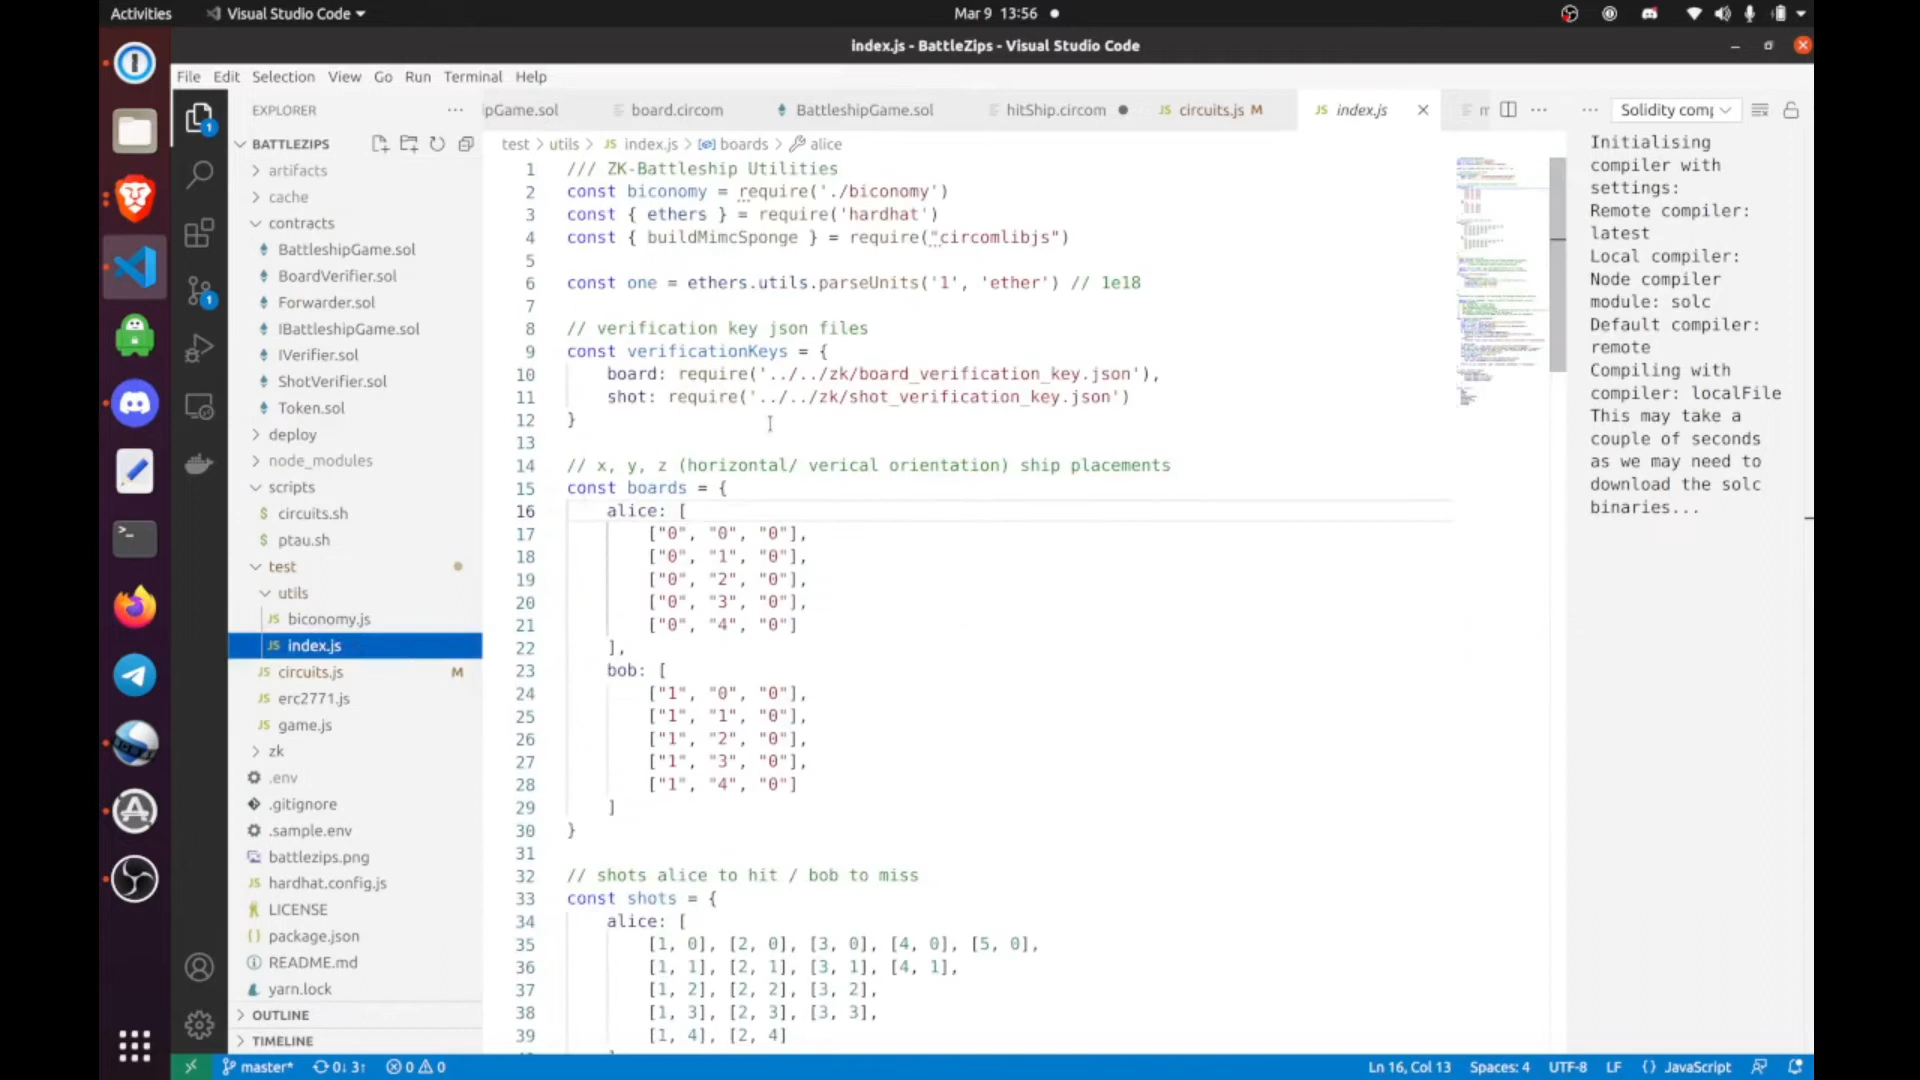 Activities
Visual Studio Code
Mar 9 13:56
index.js - BattleZips - Visual Studio Code
File Edit Selection View Go Run Terminal Help
EXPLORER
BATTLEZIPS
artifacts
cache
contracts
BattleshipGame.sol
BoardVerifier.sol
Forwarder.sol
IBattleshipGame.sol
IVerifier.sol
ShotVerifier.sol
Token.sol
deploy
node_modules
scripts
$ circuits.sh
$ ptau.sh
test
utils
JS biconomy.js
JS index.js
JS circuits.js M
JS erc2771.js
JS game.js
zk
.env
.gitignore
.sample.env
battlezips.png
JS hardhat.config.js
LICENSE
{} package.json
README.md
yarn.lock
OUTLINE
TIMELINE
1
1
pGame.sol
board.circom
BattleshipGame.sol
hitShip.circom
JS circuits.js M
JS index.js
test > utils > JS index.js > boards > alice
1 /// ZK-Battleship Utilities
2 const biconomy = require('./biconomy')
3 const { ethers } = require('hardhat')
4 const { buildMimcSponge } = require("circomlibjs")
5
6 const one = ethers.utils.parseUnits('1', 'ether') // 1e18
7
8 // verification key json files
9 const verificationKeys = {
10 board: require('../../zk/board_verification_key.json'),
11 shot: require('../../zk/shot_verification_key.json')
12 }
13
14 // x, y, z (horizontal/ verical orientation) ship placements
15 const boards = {
16 alice: [
17 ["0", "0", "0"],
18 ["0", "1", "0"],
19 ["0", "2", "0"],
20 ["0", "3", "0"],
21 ["0", "4", "0"]
22 ],
23 bob: [
24 ["1", "0", "0"],
25 ["1", "1", "0"],
26 ["1", "2", "0"],
27 ["1", "3", "0"],
28 ["1", "4", "0"]
29 ]
30 }
31
32 // shots alice to hit / bob to miss
33 const shots = {
34 alice: [
35 [1, 0], [2, 0], [3, 0], [4, 0], [5, 0],
36 [1, 1], [2, 1], [3, 1], [4, 1],
37 [1, 2], [2, 2], [3, 2],
38 [1, 3], [2, 3], [3, 3],
39 [1, 4], [2, 4]
Solidity comp
Initialising
compiler with
settings:
Remote compiler:
latest
Local compiler:
Node compiler
module: solc
Default compiler:
remote
Compiling with
compiler: localFile
This may take a
couple of seconds
as we may need to
download the solc
binaries...
master* 0↓ 3↑ 0 0
Ln 16, Col 13 Spaces: 4 UTF-8 LF {} JavaScript